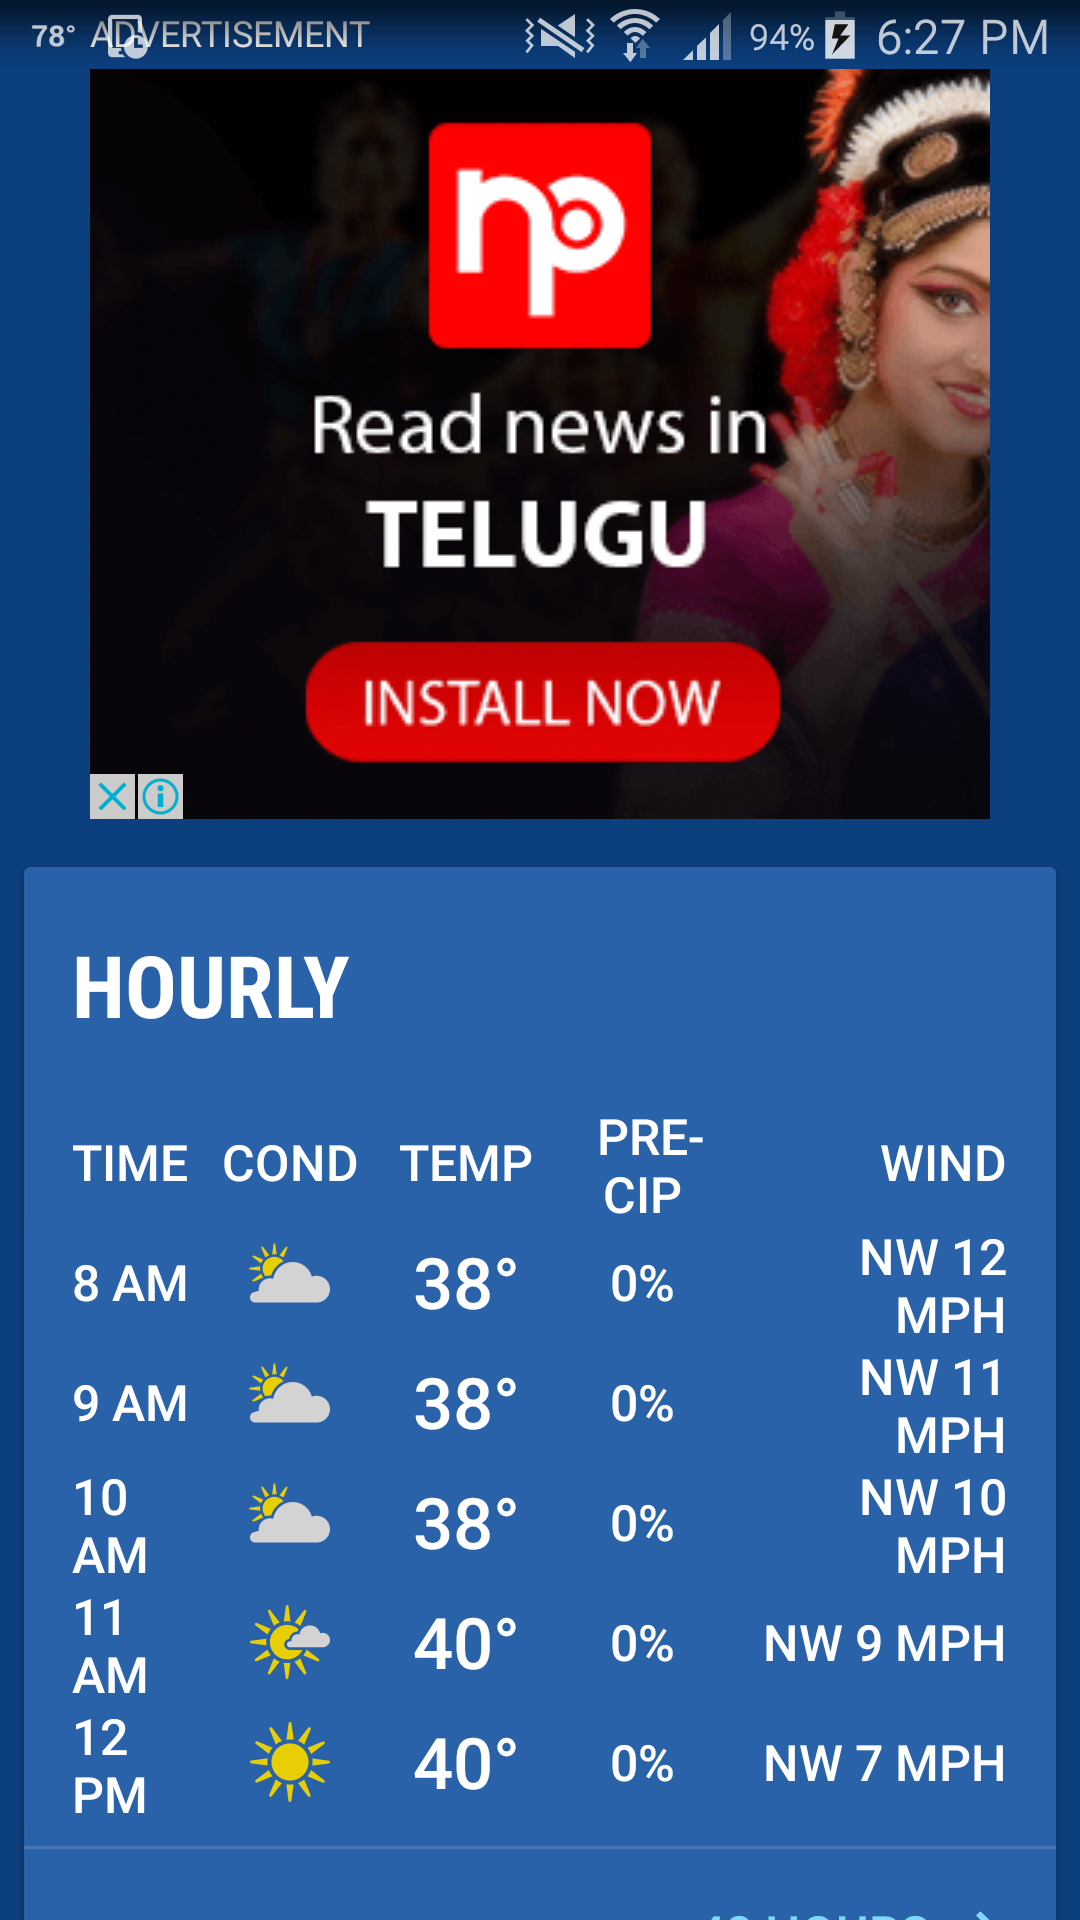 78° ADVERTISEMENT 94% 6:27 PM
np
Read news in
TELUGU
INSTALL NOW
HOURLY
TIME COND TEMP PRE-
CIP WIND
8 AM 38° 0% NW 12
MPH
9 AM 38° 0% NW 11
MPH
10
AM 38° 0% NW 10
MPH
11
AM 40° 0% NW 9 MPH
12
PM 40° 0% NW 7 MPH